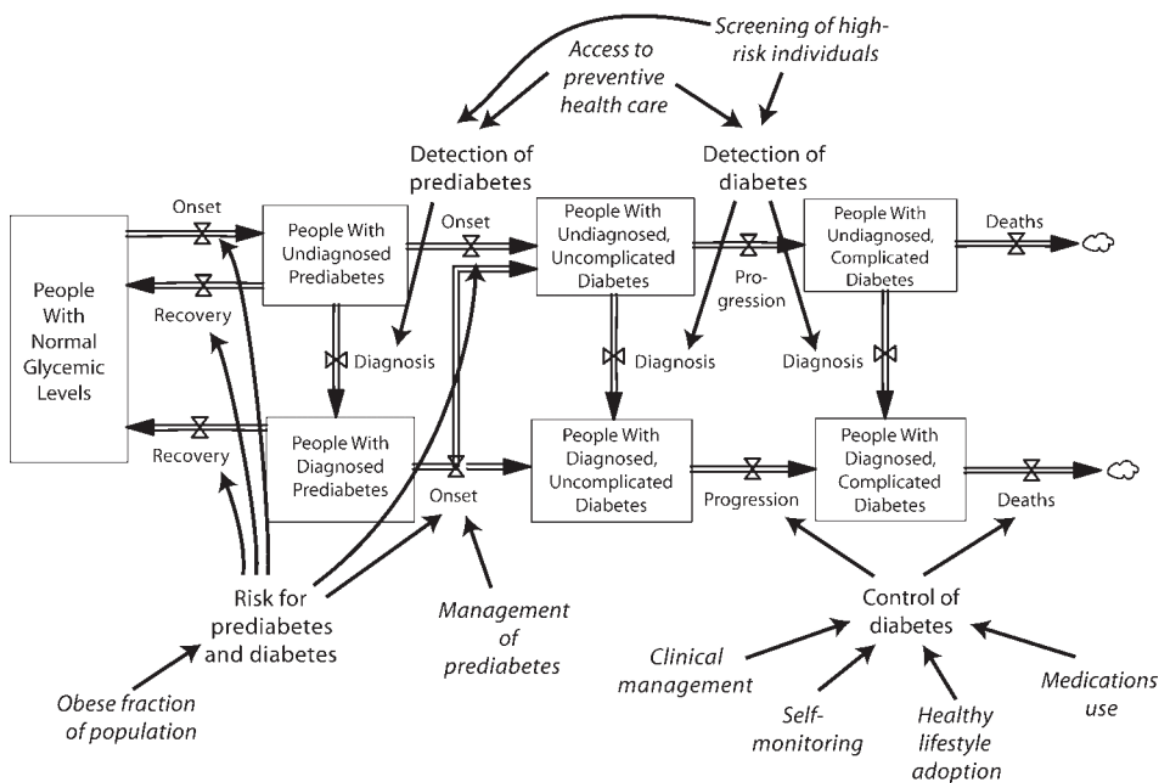 Screening of high-
risk individuals
Access to
preventive
health care
Detection of
prediabetes
Detection of
diabetes
Onset
People With
Undiagnosed
Prediabetes
Onset
People With
Undiagnosed,
Uncomplicated
Diabetes
Pro-
gression
People With
Undiagnosed,
Complicated
Diabetes
Deaths
People
With
Normal
Glycemic
Levels
Recovery
Diagnosis
Diagnosis
Diagnosis
Recovery
People With
Diagnosed
Prediabetes
Onset
People With
Diagnosed,
Uncomplicated
Diabetes
Progression
People With
Diagnosed,
Complicated
Diabetes
Deaths
Risk for
prediabetes
and diabetes
Management
of
prediabetes
Control of
diabetes
Obese fraction
of population
Clinical
management
Self-
monitoring
Healthy
lifestyle
adoption
Medications
use